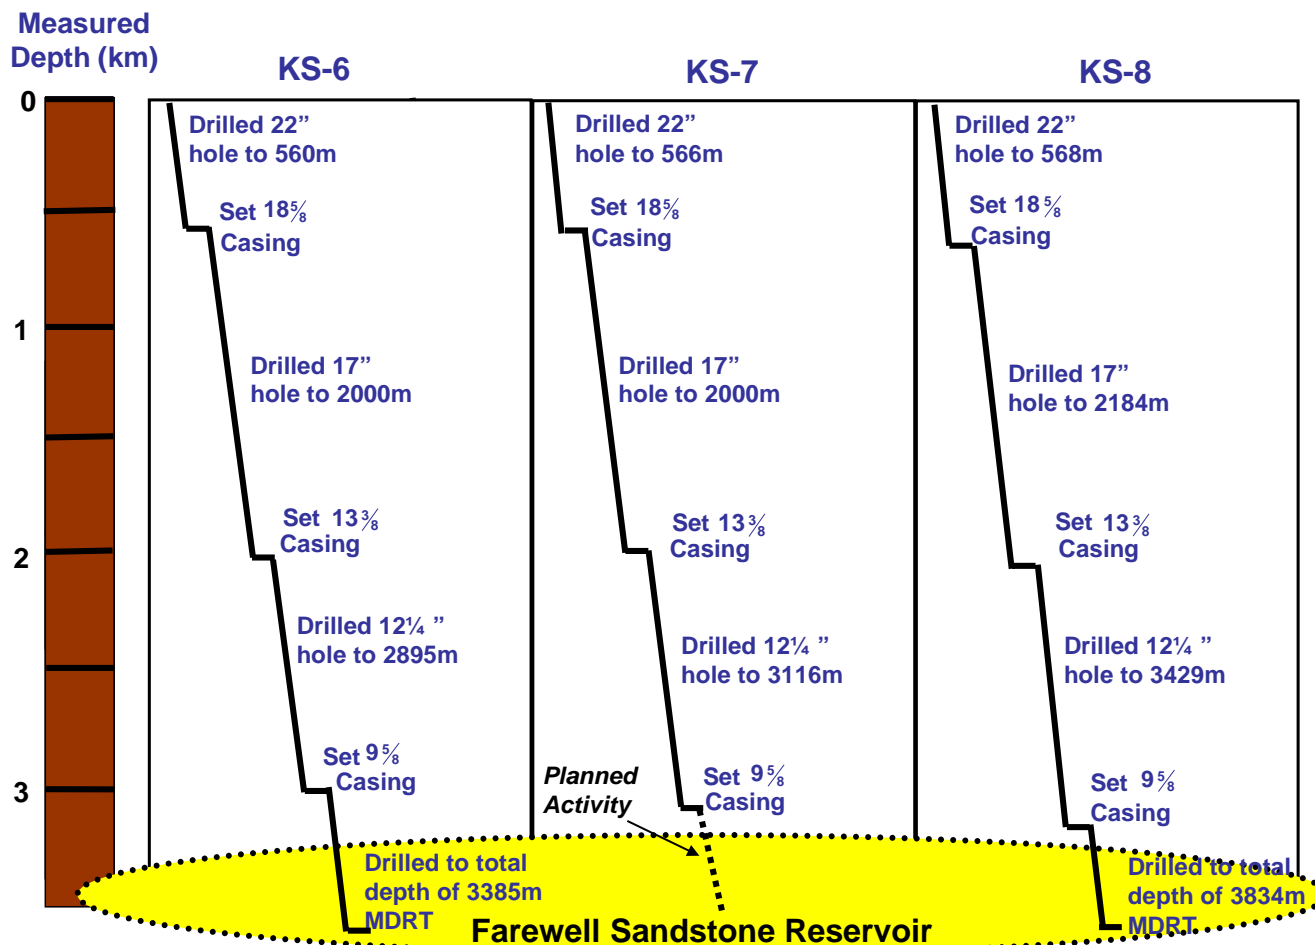 Measured
Depth (km)
KS-6
KS-7
KS-8
0
1
2
3
Drilled 22”
hole to 560m
Set 18⅝
Casing
Drilled 17”
hole to 2000m
Set 13⅜
Casing
Drilled 12¼ ”
hole to 2895m
Set 9⅝
Casing
Drilled to total
depth of 3385m
MDRT
Drilled 22”
hole to 566m
Set 18⅝
Casing
Drilled 17”
hole to 2000m
Set 13⅜
Casing
Drilled 12¼ ”
hole to 3116m
Set 9⅝
Casing
Planned
Activity
Drilled 22”
hole to 568m
Set 18⅝
Casing
Drilled 17”
hole to 2184m
Set 13⅜
Casing
Drilled 12¼ ”
hole to 3429m
Set 9⅝
Casing
Drilled to total
depth of 3834m
MDRT
Farewell Sandstone Reservoir